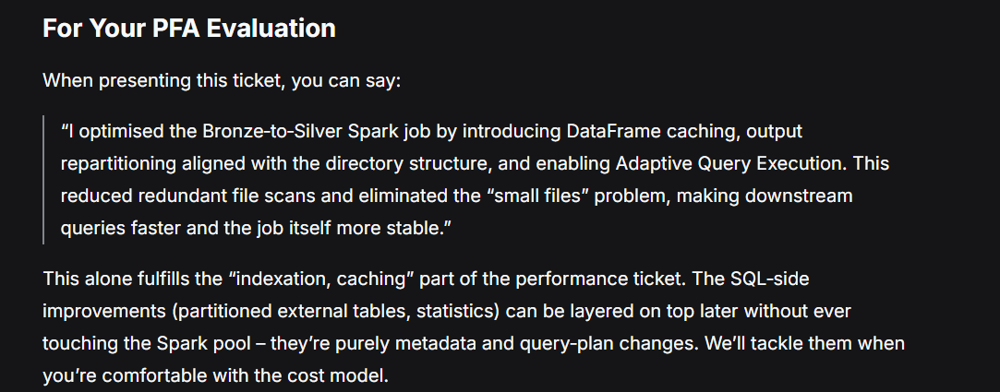 For Your PFA Evaluation
When presenting this ticket, you can say:
“I optimised the Bronze‑to‑Silver Spark job by introducing DataFrame caching, output
repartitioning aligned with the directory structure, and enabling Adaptive Query Execution. This
reduced redundant file scans and eliminated the “small files” problem, making downstream
queries faster and the job itself more stable.”
This alone fulfills the “indexation, caching” part of the performance ticket. The SQL‑side
improvements (partitioned external tables, statistics) can be layered on top later without ever
touching the Spark pool – they’re purely metadata and query‑plan changes. We’ll tackle them when
you’re comfortable with the cost model.